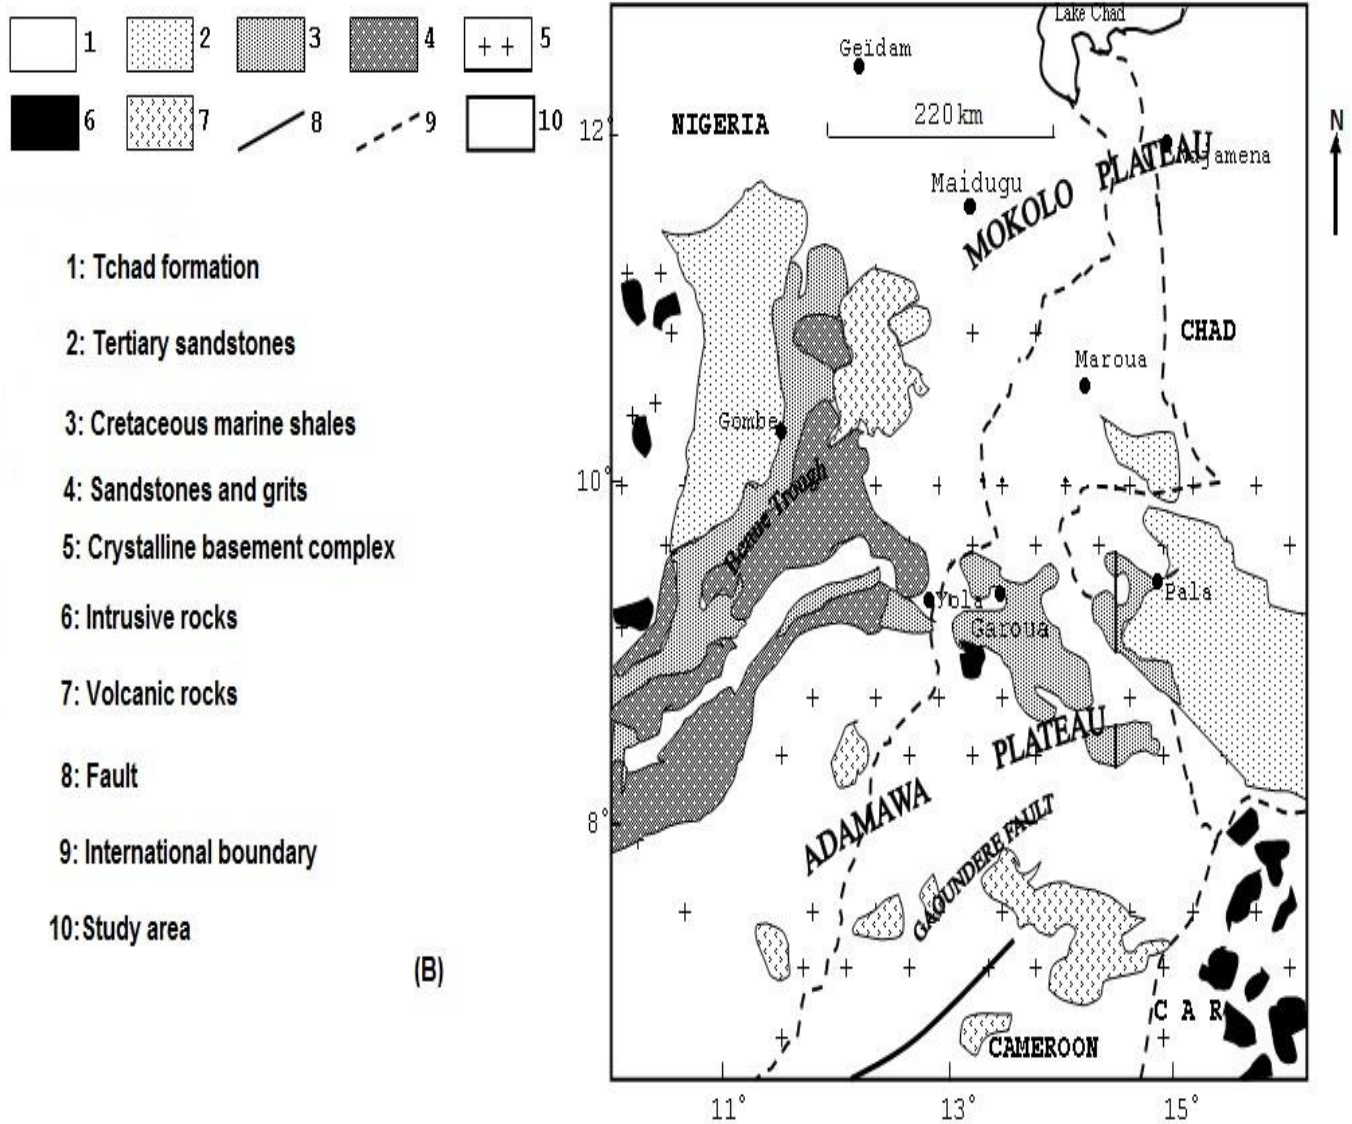 1 2 3 4 5
6 7 8 9 10
1: Tchad formation
2: Tertiary sandstones
3: Cretaceous marine shales
4: Sandstones and grits
5: Crystalline basement complex
6: Intrusive rocks
7: Volcanic rocks
8: Fault
9: International boundary
10:Study area
(B)
Lake Chad
Geïdam
220km
NIGERIA
12°
N
MOKOLO PLATEAU
Maidugu
CHAD
Maroua
Gombe
10°
Benue Trough
Yola
Pala
Garoua
ADAMAWA PLATEAU
8°
GAOUNDERE FAULT
C A R
CAMEROON
11° 13° 15°